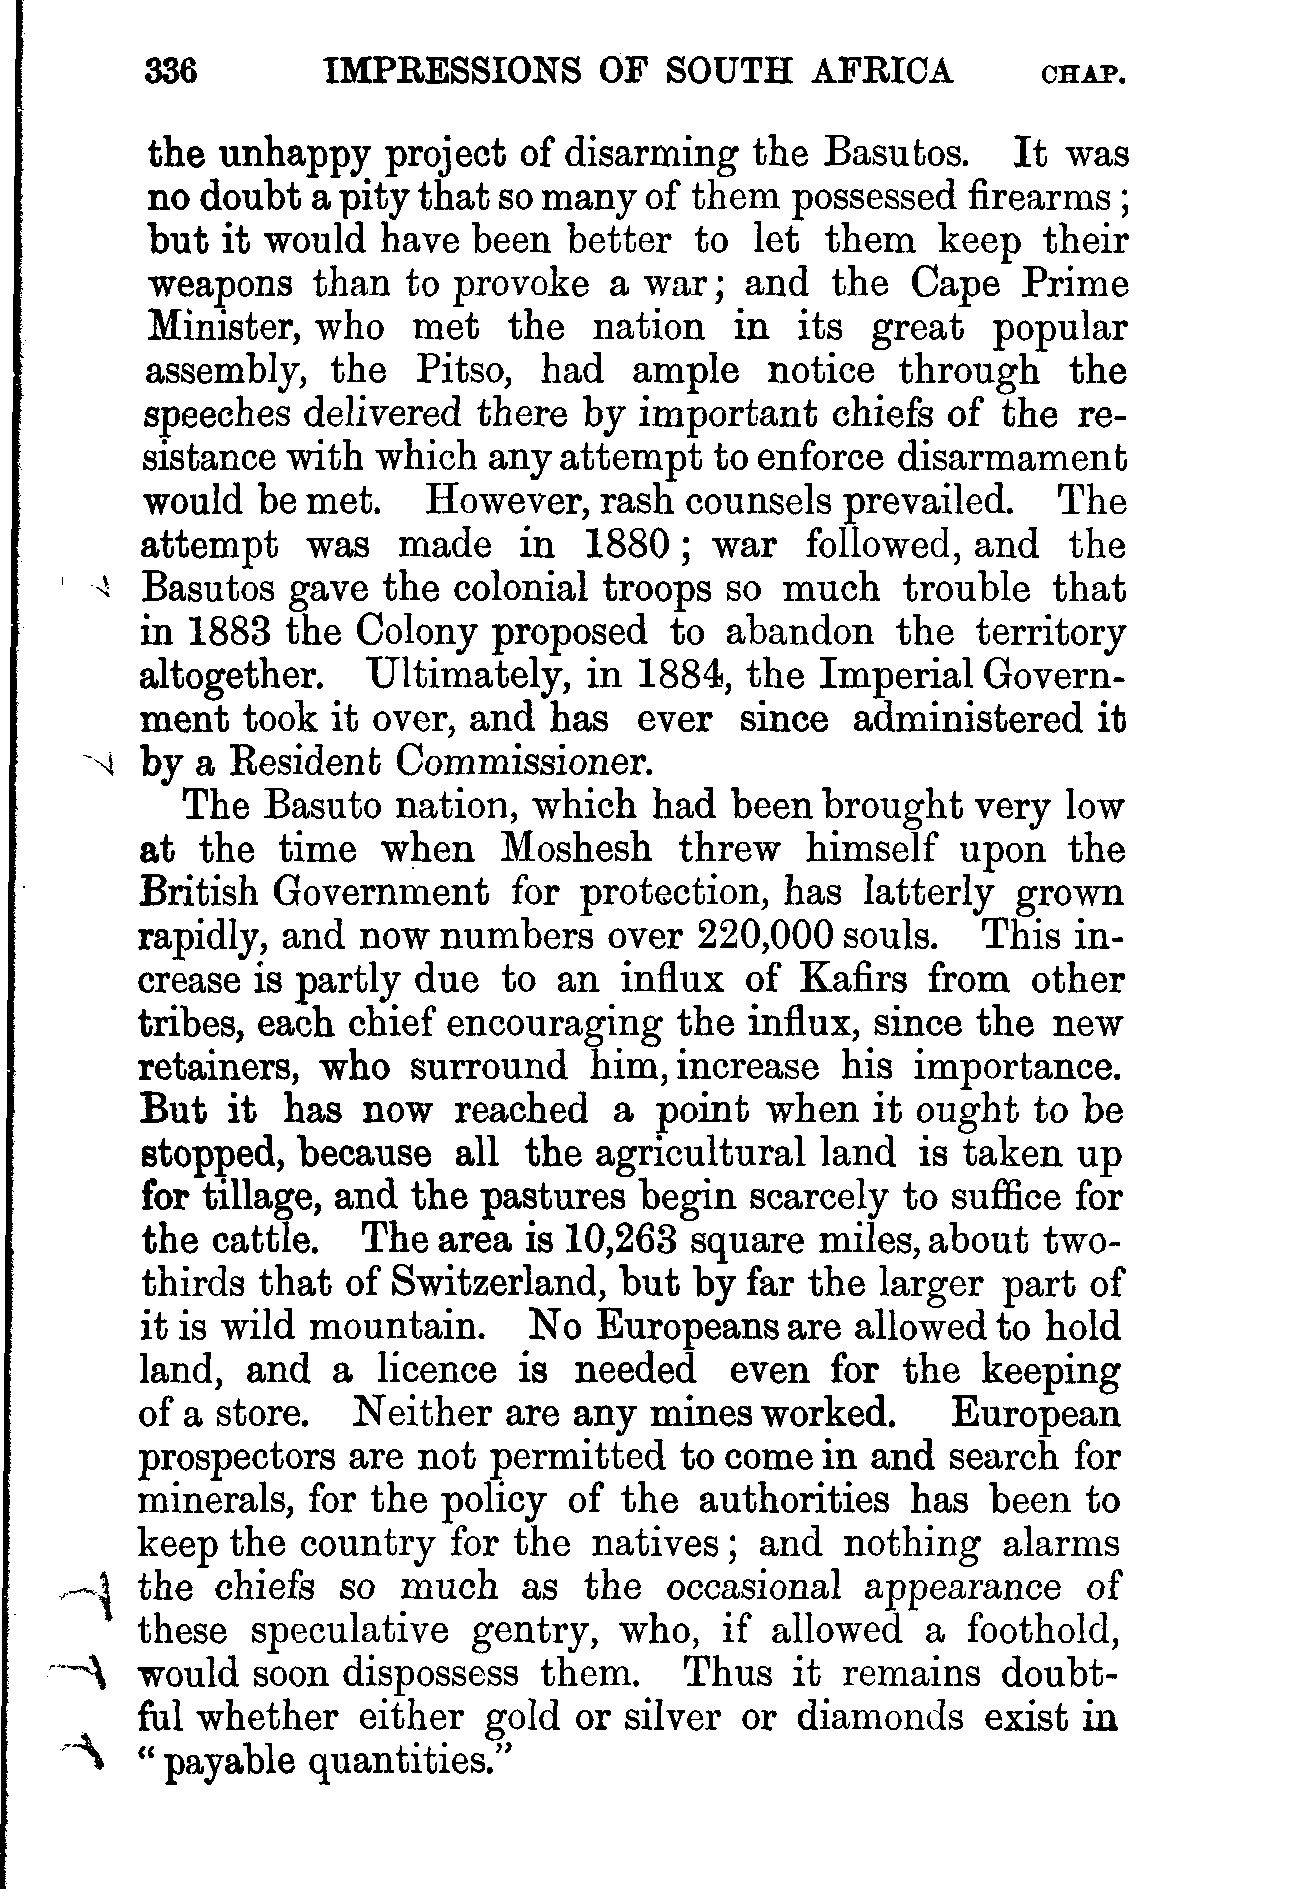 336 IMPRESSIONS OF SOUTH AFRICA CHAP.
the unhappy project of disarming the Basutos. It was
no doubt a pity that so many of them possessed firearms ;
but it would have been better to let them keep their
weapons than to provoke a war; and the Cape Prime
Minister, who met the nation in its great popular
assembly, the Pitso, had ample notice through the
speeches delivered there by important chiefs of the re-
sistance with which any attempt to enforce disarmament
would be met. However, rash counsels prevailed. The
attempt was made in 1880 ; war followed, and the
Basutos gave the colonial troops so much trouble that
in 1883 the Colony proposed to abandon the territory
altogether. Ultimately, in 1884, the Imperial Govern-
ment took it over, and has ever since administered it
by a Resident Commissioner.
The Basuto nation, which had been brought very low
at the time when Moshesh threw himself upon the
British Government for protection, has latterly grown
rapidly, and now numbers over 220,000 souls. This in-
crease is partly due to an influx of Kafirs from other
tribes, each chief encouraging the influx, since the new
retainers, who surround him, increase his importance.
But it has now reached a point when it ought to be
stopped, because all the agricultural land is taken up
for tillage, and the pastures begin scarcely to suffice for
the cattle. The area is 10,263 square miles, about two-
thirds that of Switzerland, but by far the larger part of
it is wild mountain. No Europeans are allowed to hold
land, and a licence is needed even for the keeping
of a store. Neither are any mines worked. European
prospectors are not permitted to come in and search for
minerals, for the policy of the authorities has been to
keep the country for the natives ; and nothing alarms
the chiefs so much as the occasional appearance of
these speculative gentry, who, if allowed a foothold,
would soon dispossess them. Thus it remains doubt-
ful whether either gold or silver or diamonds exist in
“payable quantities.”